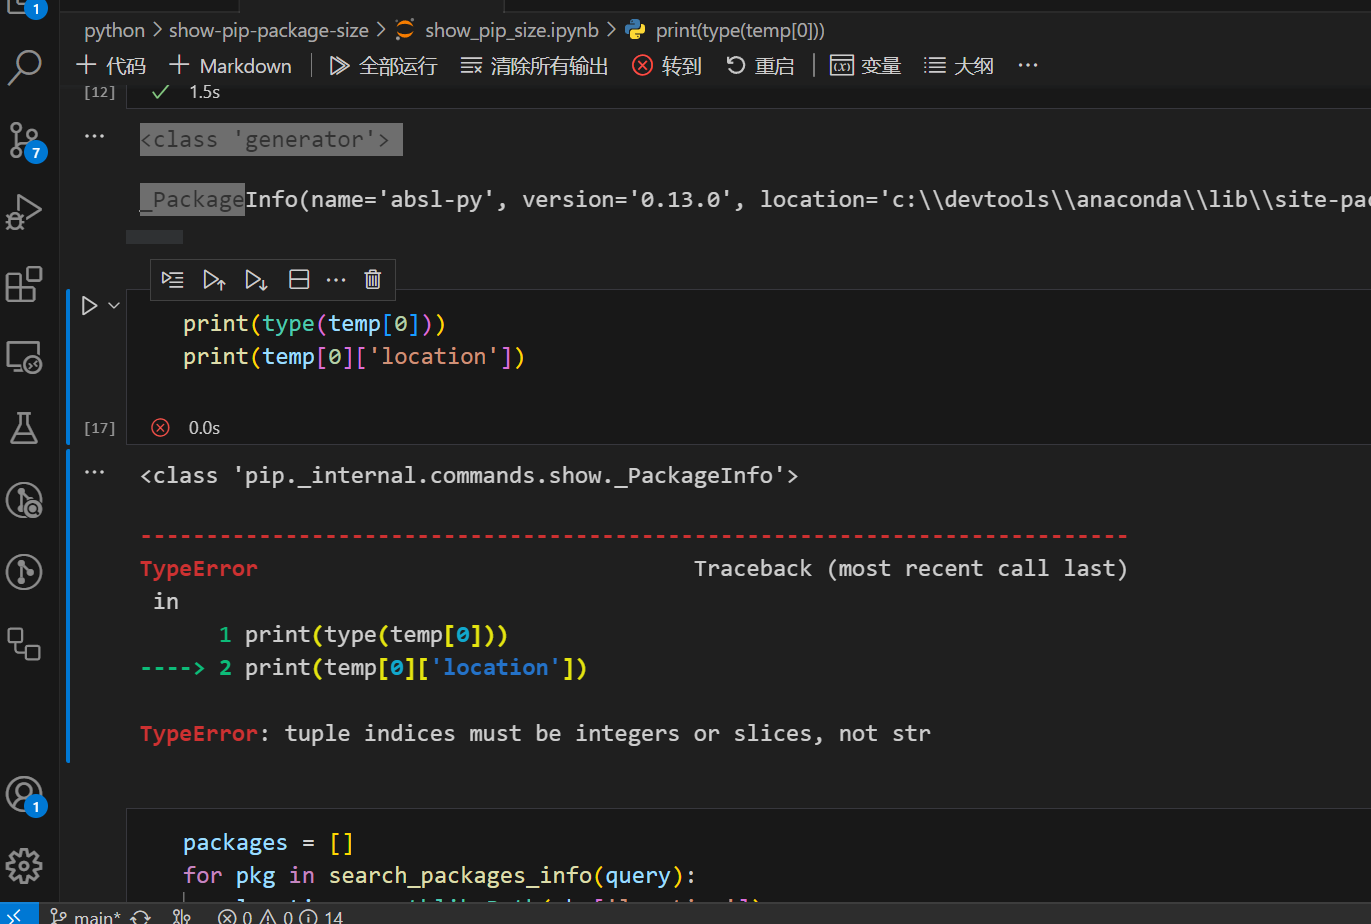 1
python > show-pip-package-size > show_pip_size.ipynb > print(type(temp[0]))
+ 代码 + Markdown 全部运行 清除所有输出 转到 重启 变量 大纲 ...
[12] 1.5s
... <class 'generator'>
7
_PackageInfo(name='absl-py', version='0.13.0', location='c:\\devtools\\anaconda\\lib\\site-pac
...
print(type(temp[0]))
print(temp[0]['location'])
[17] 0.0s
... <class 'pip._internal.commands.show._PackageInfo'>
---------------------------------------------------------------------------
TypeError Traceback (most recent call last)
in
1 print(type(temp[0]))
----> 2 print(temp[0]['location'])
TypeError: tuple indices must be integers or slices, not str
1
packages = []
for pkg in search_packages_info(query):
main* 0 0 14